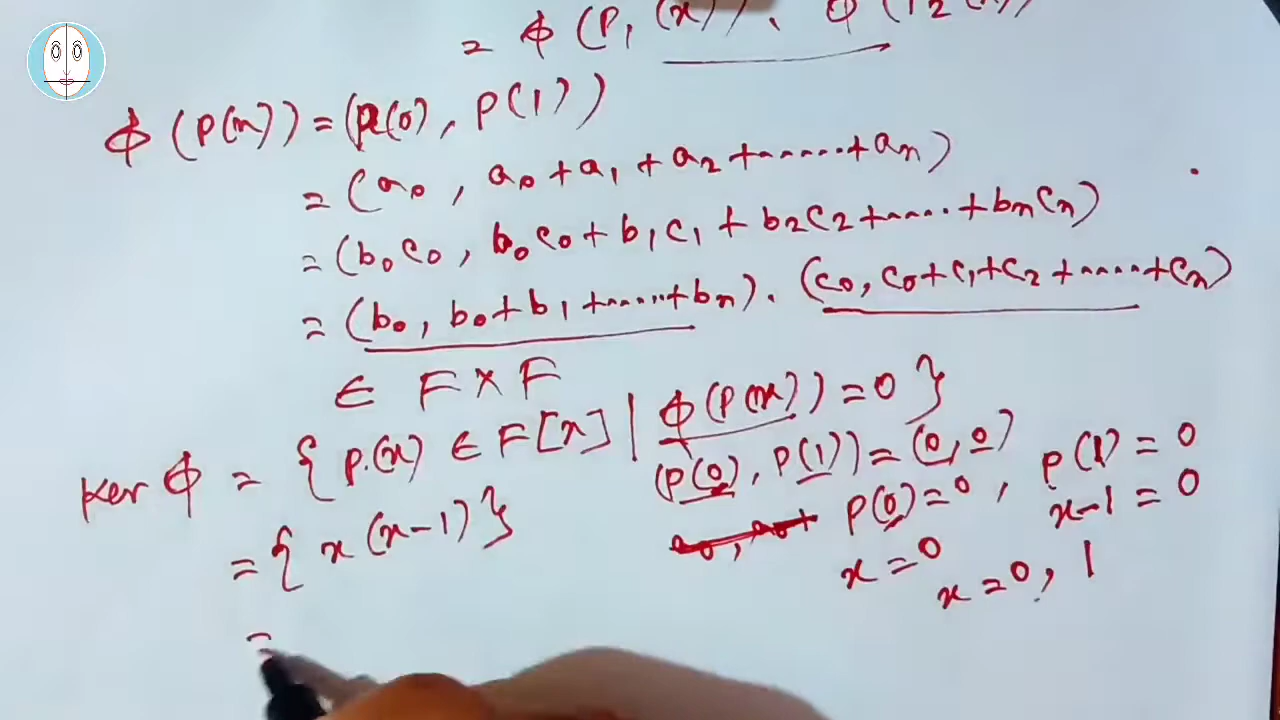 = ϕ (P₁(x)). ϕ (P₂(x))
ϕ (P(x)) = (p(0), P(1))
= (a₀, a₀+a₁+a₂+......+aₙ)
= (b₀c₀, b₀c₀+b₁c₁+b₂c₂+......+bₙcₙ)
= (b₀, b₀+b₁+......+bₙ). (c₀, c₀+c₁+c₂+......+cₙ)
∈ F×F
Ker ϕ = {p(x) ∈ F[x] | ϕ(P(x)) = 0}
(P(0), P(1)) = (0, 0)
P(0)=0, P(1)=0
= {x(x-1)}
x-1=0
x=0
x=0, 1
=